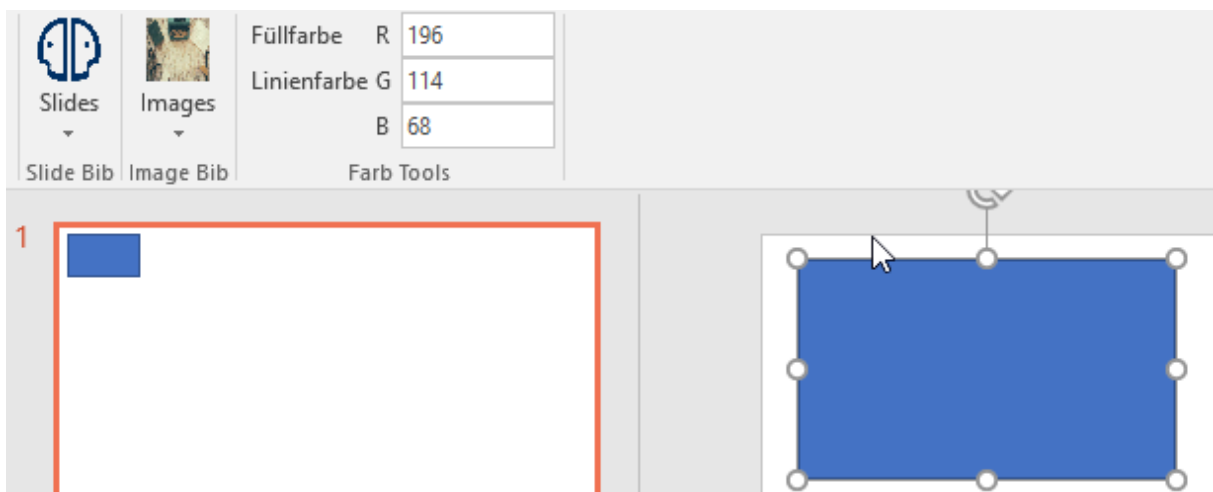 Füllfarbe R 196
Linienfarbe G 114
B 68
Slides
Images
Slide Bib
Image Bib
Farb Tools
1